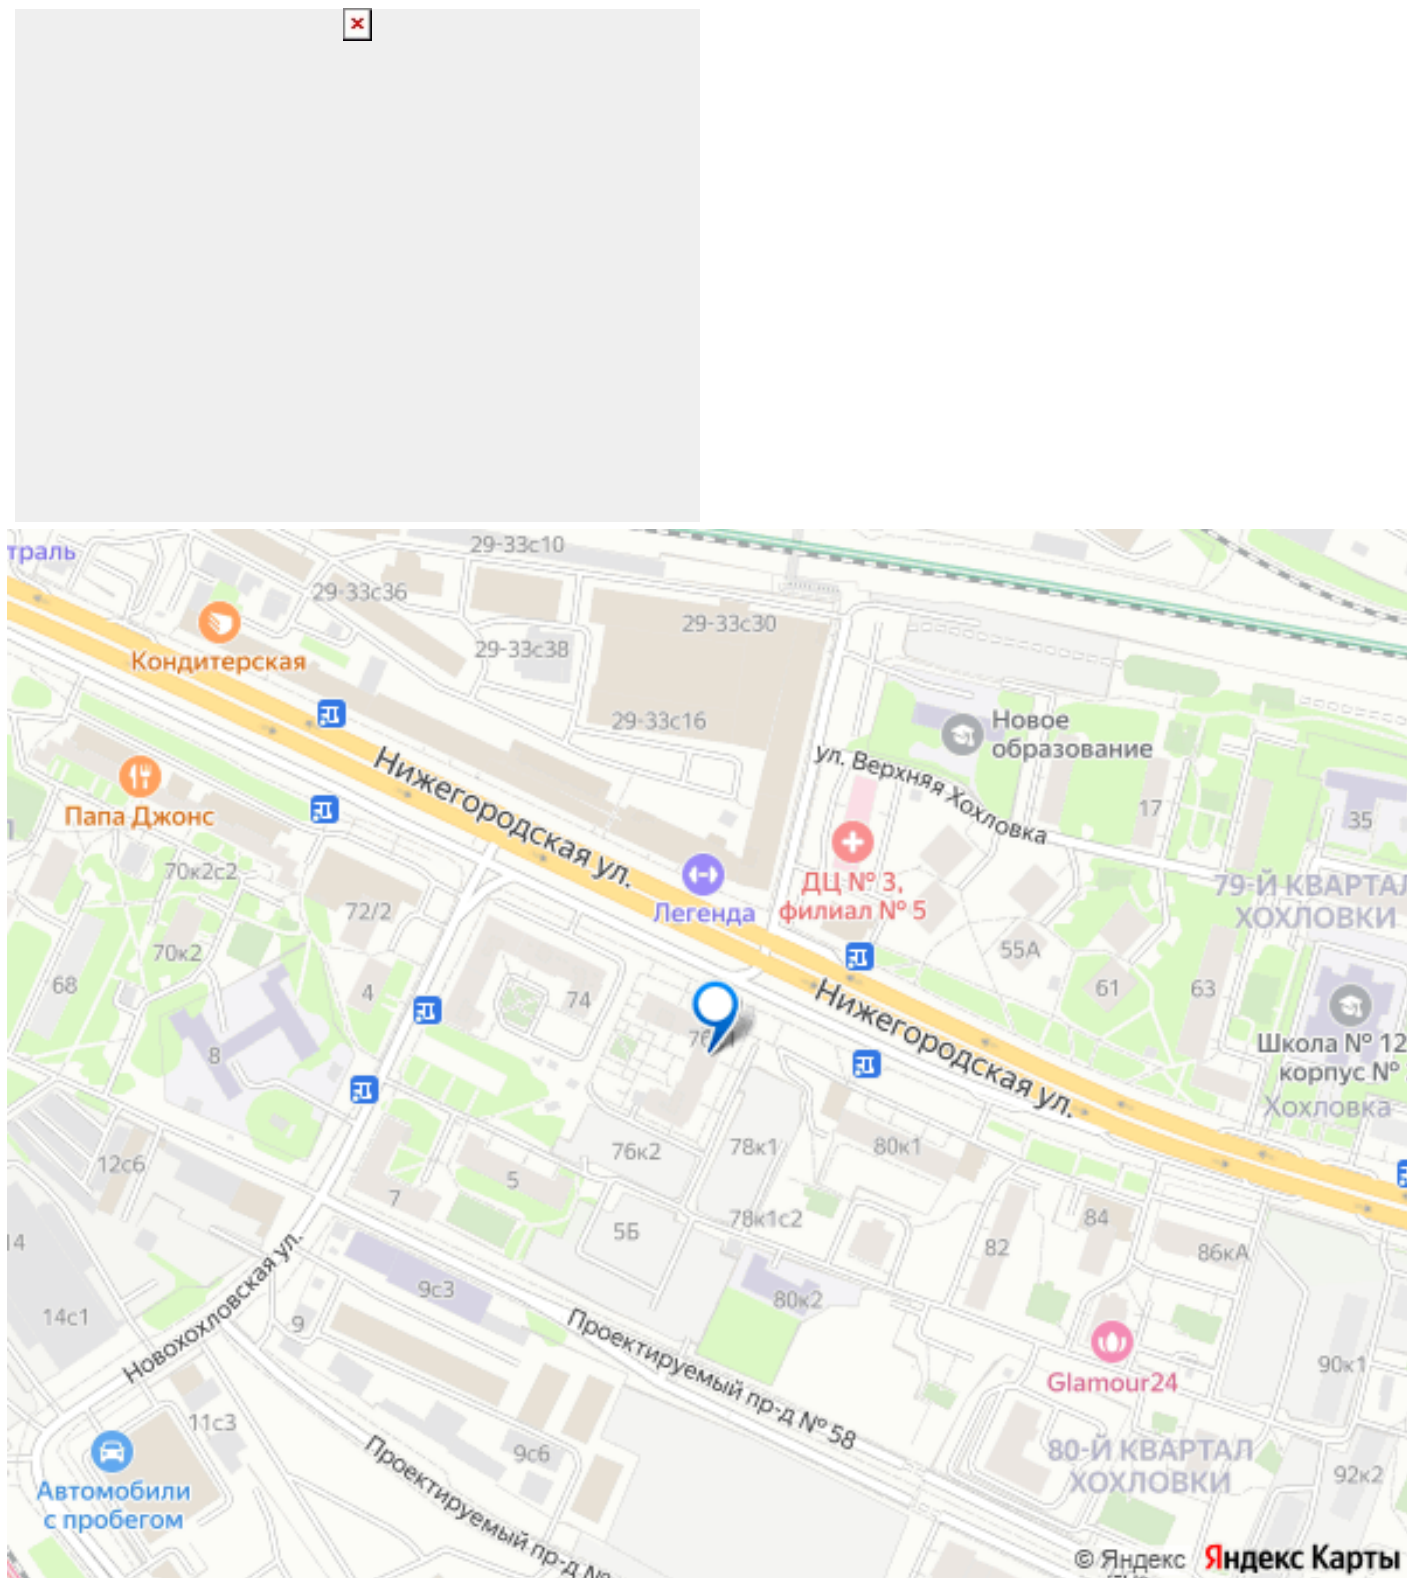 29-33с10
траль
29-33с36
29-33с30
29-33с38
Кондитерская
29-33с16
Новое
образование
Нижегородская ул.
ул. Верхняя Хохловка
17
35
Папа Джонс
70к2с2
ДЦ № 3,
филиал № 5
Легенда
79-Й КВАРТАЛ
ХОХЛОВКИ
72/2
70к2
55А
68
4
74
61
63
Нижегородская ул.
8
Школа № 12
корпус №
Хохловка
76к2
78к1
80к1
12с6
5
7
78к1с2
84
5Б
82
86кА
14
9с3
80к2
14с1
9
Новохохловская ул.
Проектируемый пр-д № 58
90к1
Glamour24
11с3
9с6
80-Й КВАРТАЛ
ХОХЛОВКИ
92к2
Автомобили
с пробегом
Проектируемый пр-д №
© Яндекс Яндекс Карты